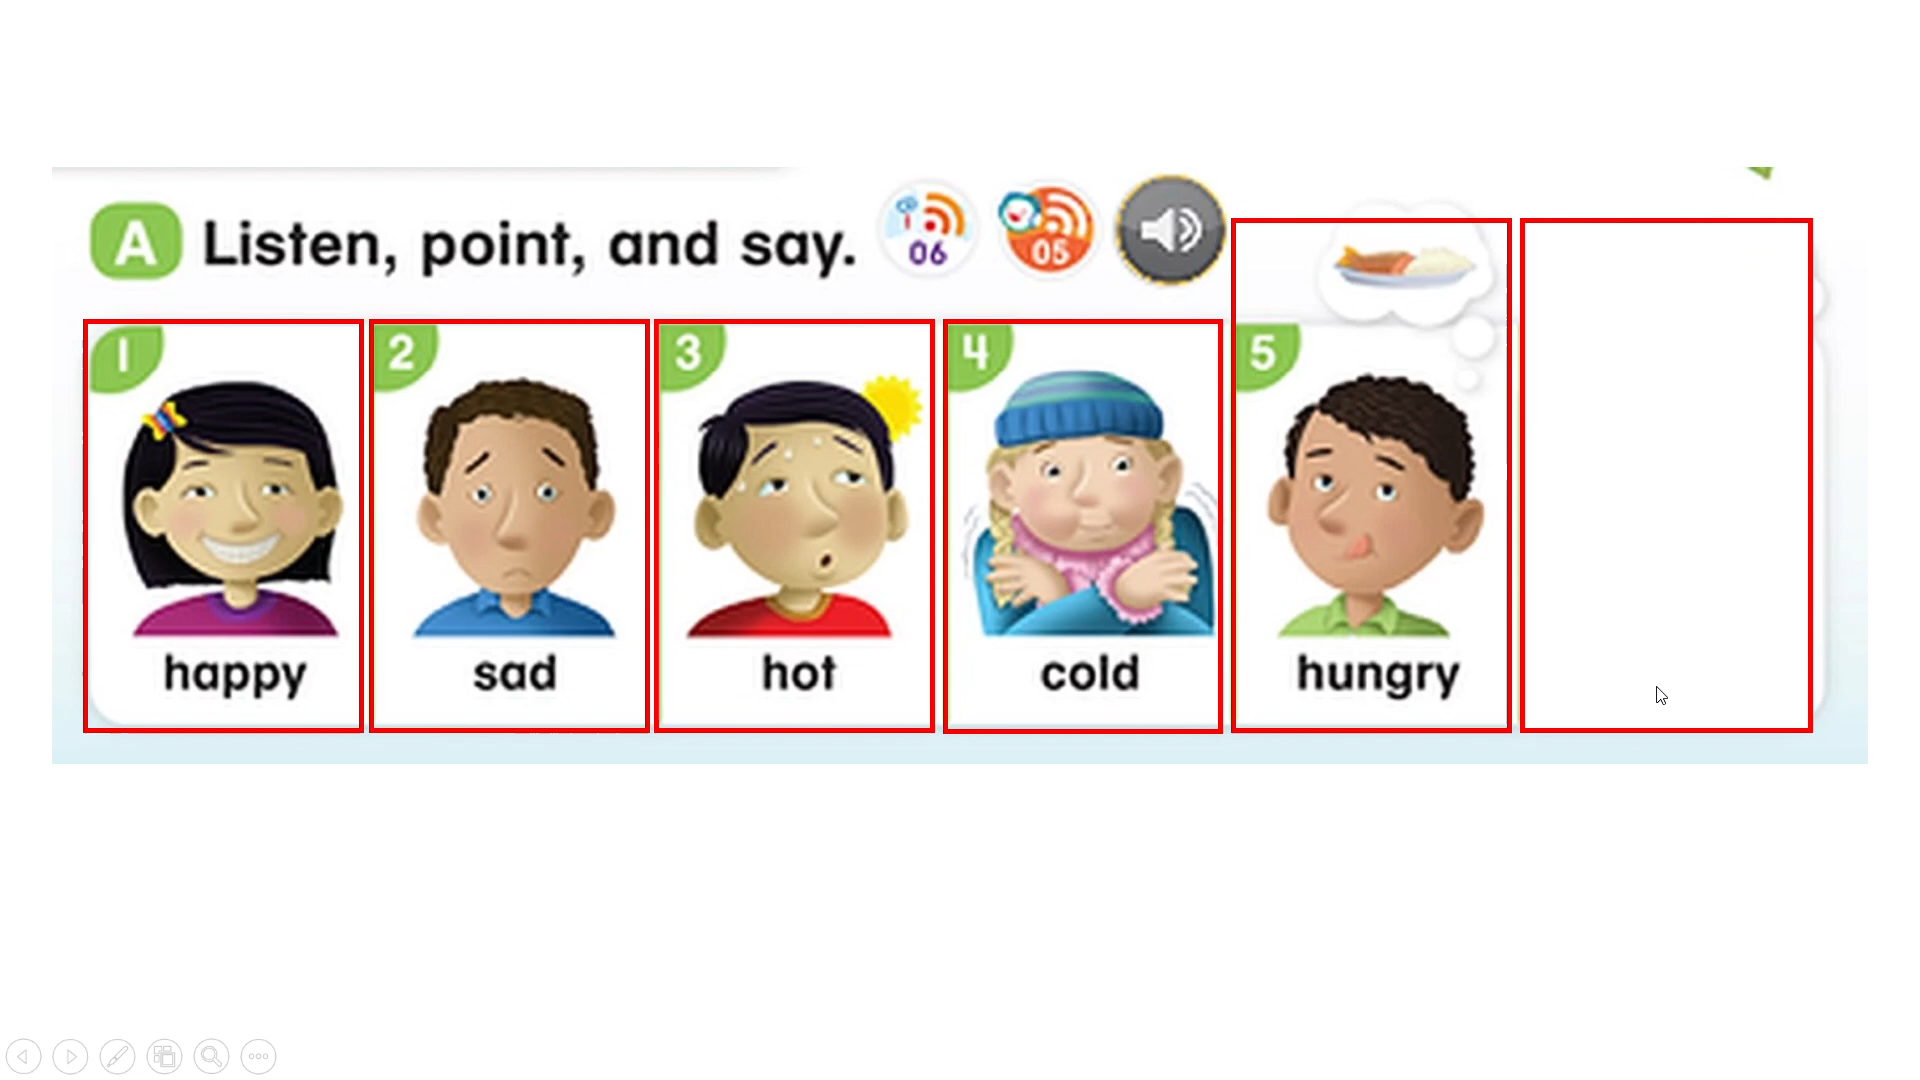 A Listen, point, and say. 06 05
1 2 3 4 5
happy sad hot cold hungry